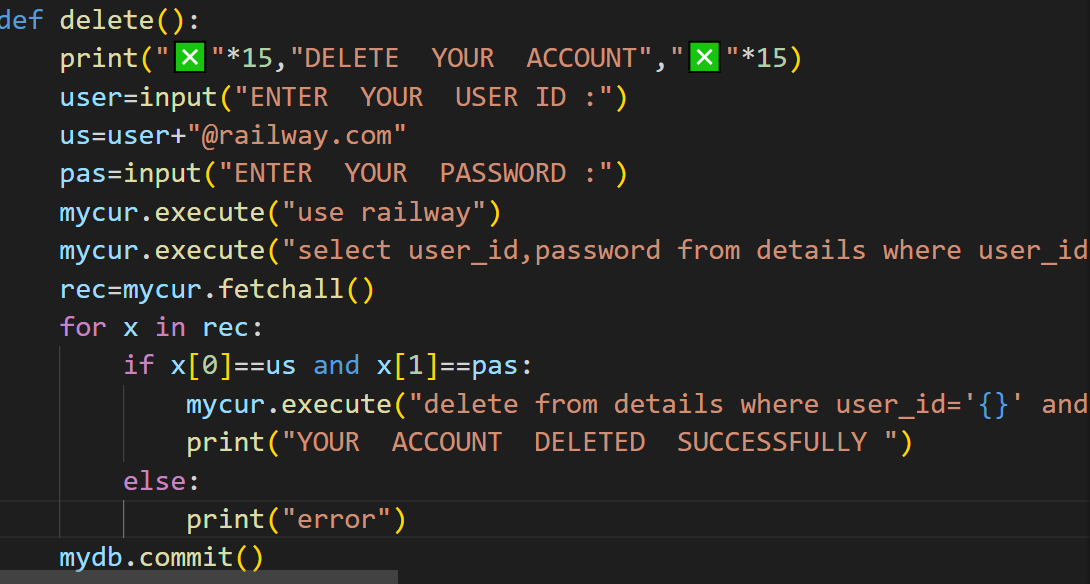 def delete():
    print("❎"*15,"DELETE  YOUR  ACCOUNT","❎"*15)
    user=input("ENTER  YOUR  USER ID :")
    us=user+"@railway.com"
    pas=input("ENTER  YOUR  PASSWORD :")
    mycur.execute("use railway")
    mycur.execute("select user_id,password from details where user_id
    rec=mycur.fetchall()
    for x in rec:
        if x[0]==us and x[1]==pas:
            mycur.execute("delete from details where user_id='{}' and
            print("YOUR  ACCOUNT  DELETED  SUCCESSFULLY ")
        else:
            print("error")
    mydb.commit()